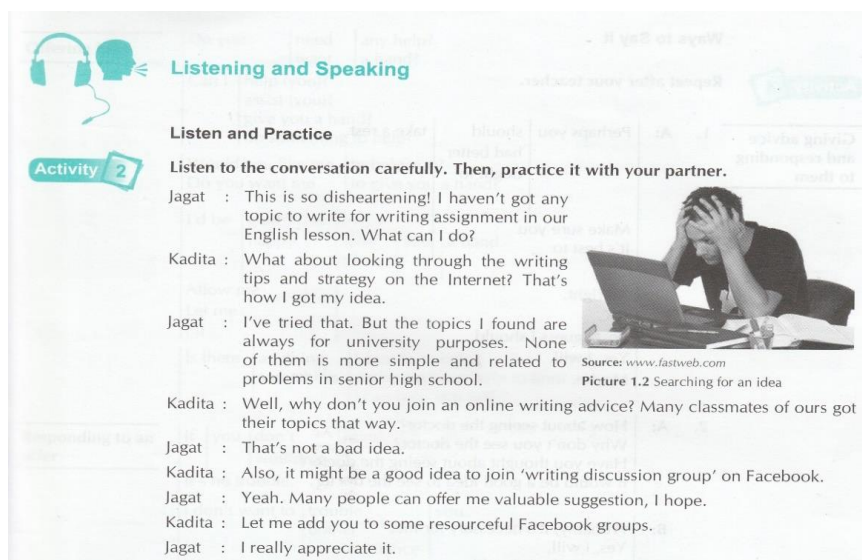 Listening and Speaking
Listen and Practice
Activity 2
Listen to the conversation carefully. Then, practice it with your partner.
Jagat : This is so disheartening! I haven't got any
topic to write for writing assignment in our
English lesson. What can I do?
Kadita : What about looking through the writing
tips and strategy on the Internet? That's
how I got my idea.
Jagat : I've tried that. But the topics I found are
always for university purposes. None
of them is more simple and related to
problems in senior high school.
Source: www.fastweb.com
Picture 1.2 Searching for an idea
Kadita : Well, why don't you join an online writing advice? Many classmates of ours got
their topics that way.
Jagat : That's not a bad idea.
Kadita : Also, it might be a good idea to join 'writing discussion group' on Facebook.
Jagat : Yeah. Many people can offer me valuable suggestion, I hope.
Kadita : Let me add you to some resourceful Facebook groups.
Jagat : I really appreciate it.